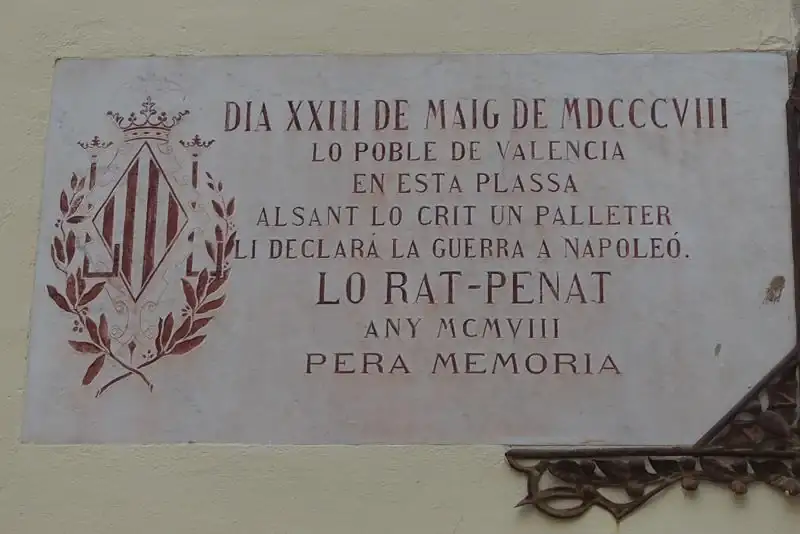 DIA XXIII DE MAIG DE MDCCCVIII
LO POBLE DE VALENCIA
EN ESTA PLASSA
ALSANT LO CRIT UN PALLETER
LI DECLARÁ LA GUERRA A NAPOLEÓ.
LO RAT-PENAT
ANY MCMVIII
PERA MEMORIA